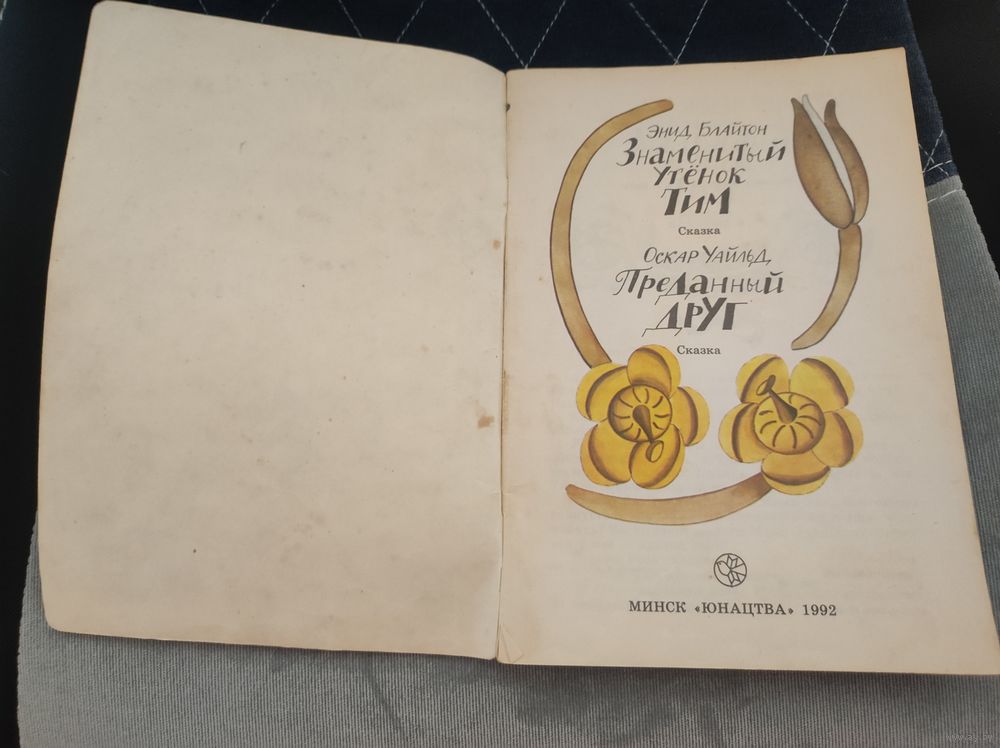 Энид Блайтон
Знаменитый
утёнок
Тим
Сказка
Оскар Уайльд
Преданный
друг
Сказка
МИНСК «ЮНАЦТВА» 1992